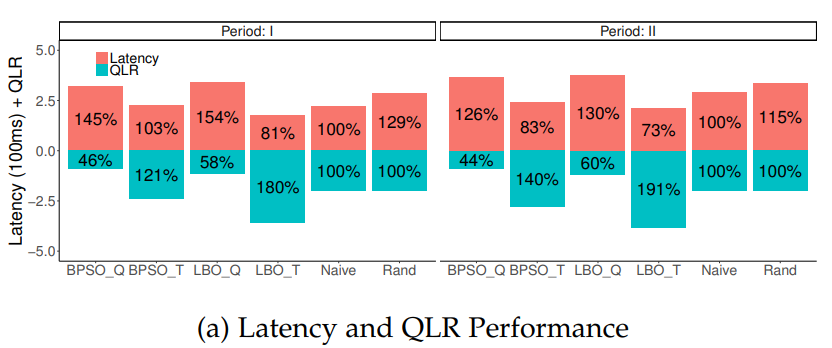 Period: I
Period: II
Latency (100ms) + QLR
5.0
2.5
0.0
−2.5
−5.0
Latency
QLR
145% 103% 154% 81% 100% 129%
46% 121% 58% 180% 100% 100%
126% 83% 130% 73% 100% 115%
44% 140% 60% 191% 100% 100%
BPSO_Q BPSO_T LBO_Q LBO_T Naive Rand
BPSO_Q BPSO_T LBO_Q LBO_T Naive Rand
(a) Latency and QLR Performance